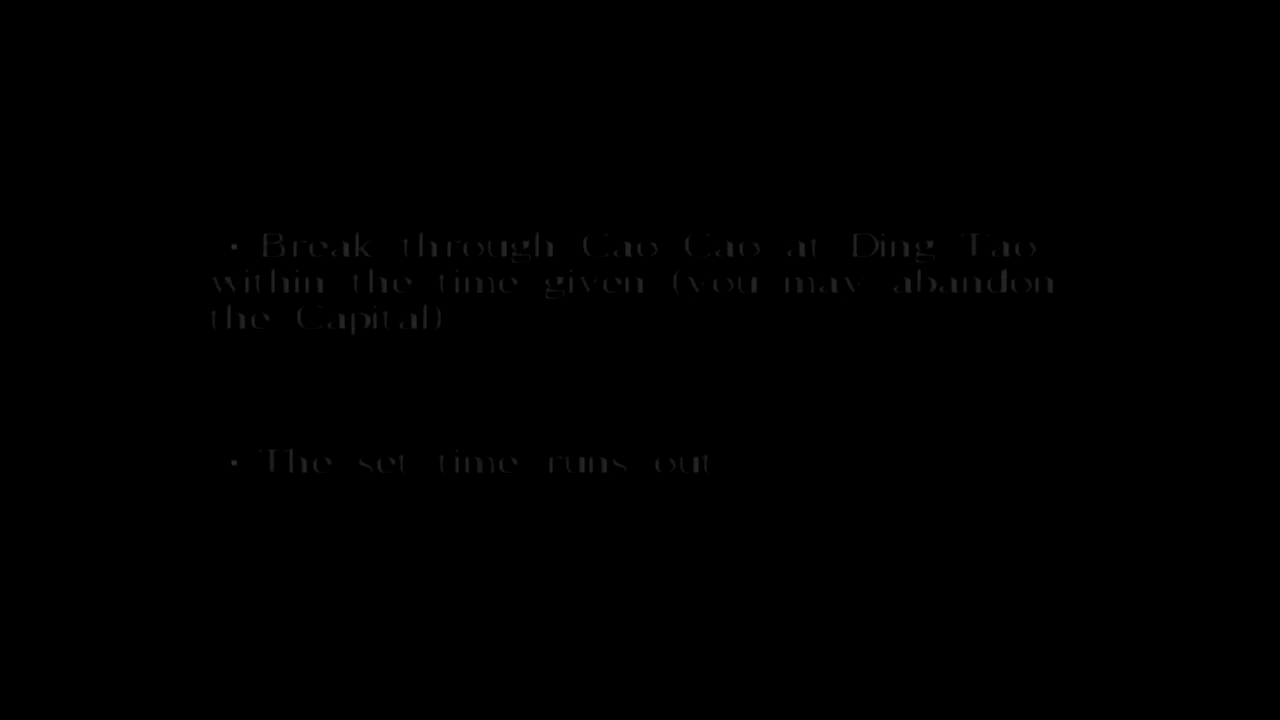 • Break through Cao Cao at Ding Tao
within the time given (you may abandon
the Capital)
• The set time runs out